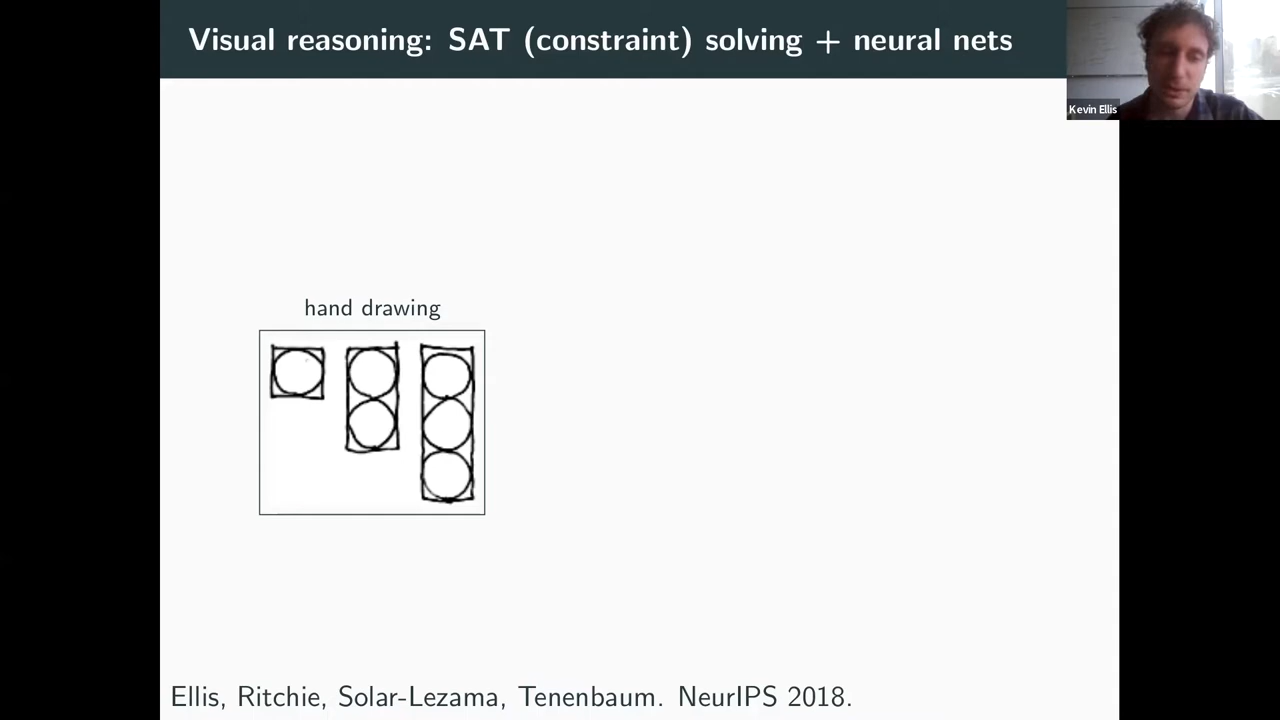 Visual reasoning: SAT (constraint) solving + neural nets
Kevin Ellis
hand drawing
Ellis, Ritchie, Solar-Lezama, Tenenbaum. NeurIPS 2018.